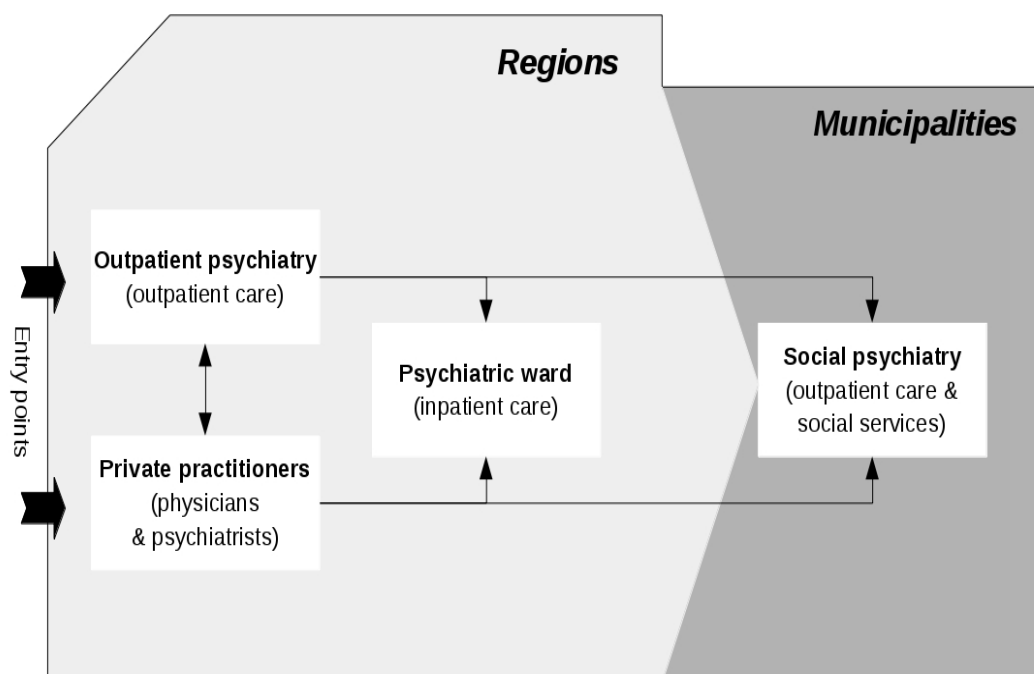 Regions
Municipalities
Entry points
Outpatient psychiatry
(outpatient care)
Psychiatric ward
(inpatient care)
Social psychiatry
(outpatient care &
social services)
Private practitioners
(physicians
& psychiatrists)